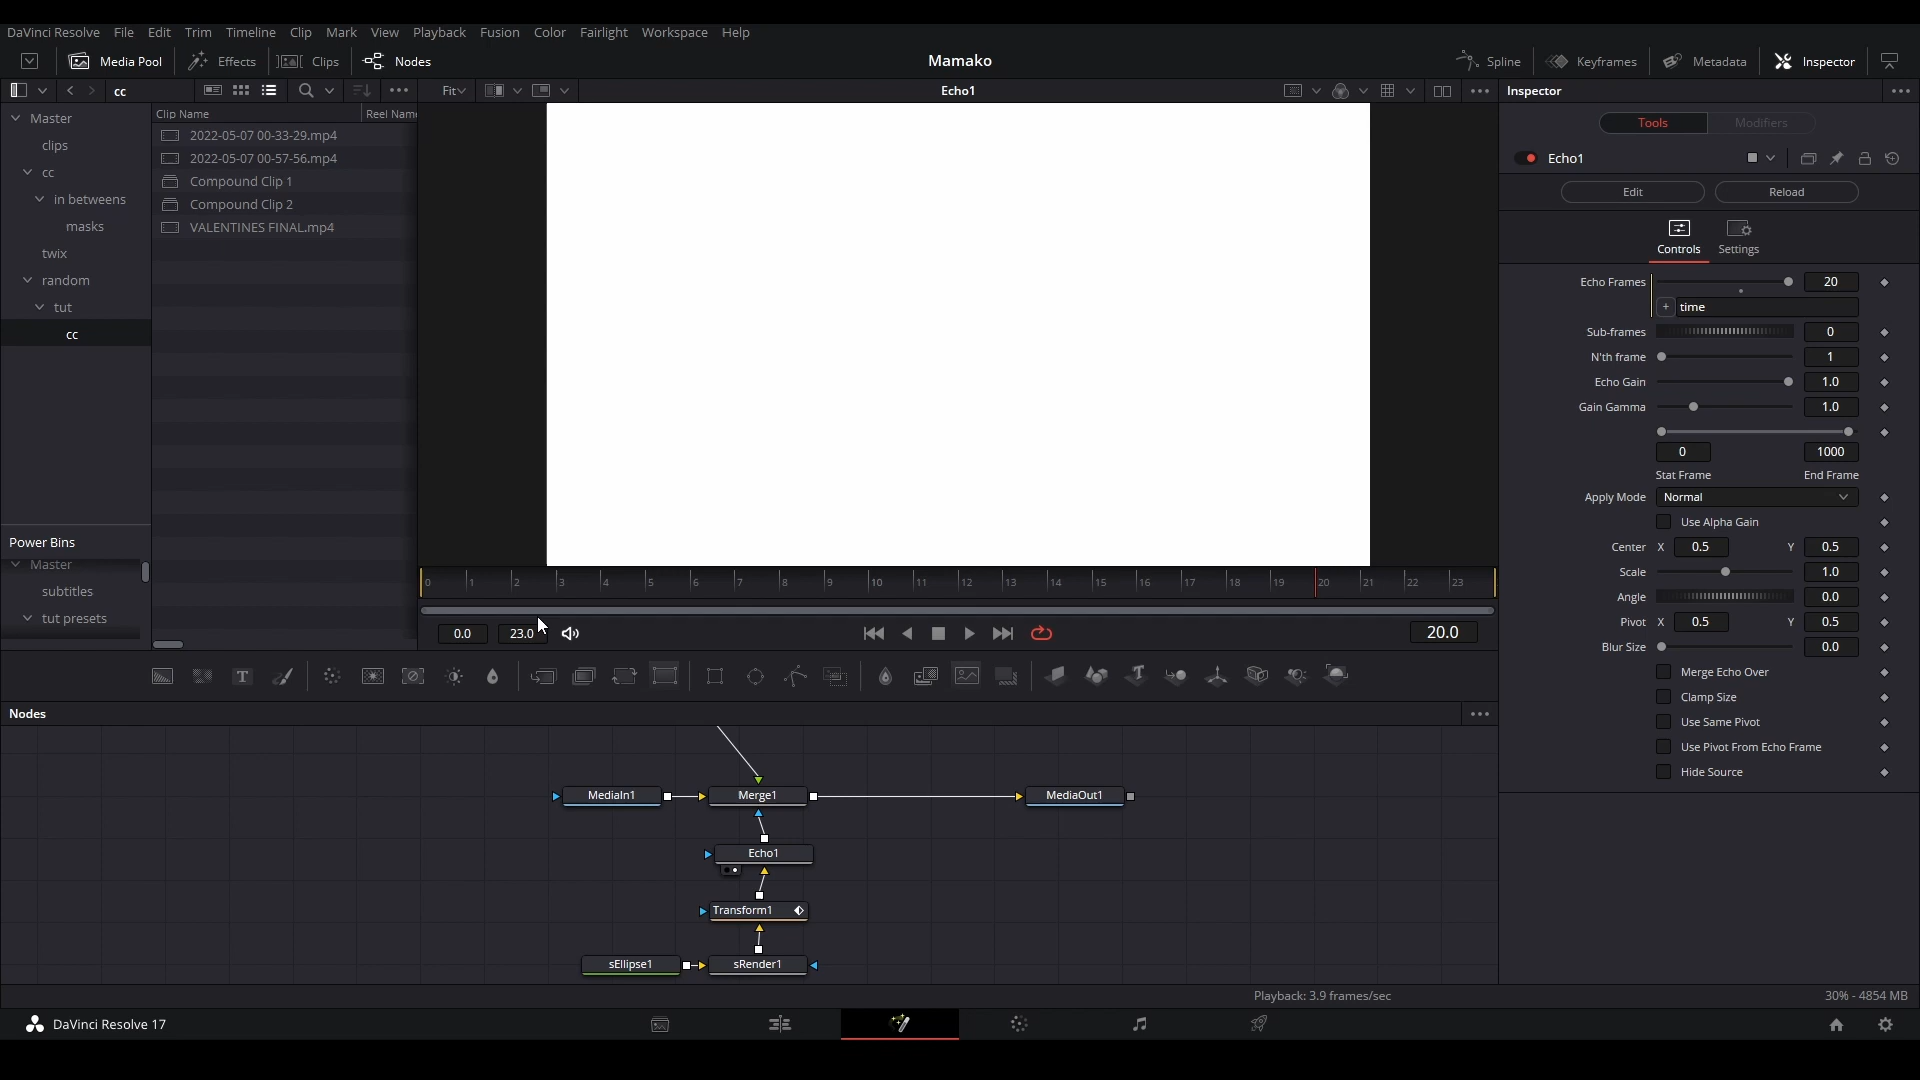 DaVinci Resolve File Edit Trim Timeline Clip Mark View Playback Fusion Color Fairlight Workspace Help
Media Pool Effects Clips Nodes Mamako Spline Keyframes Metadata Inspector
cc Fit Echo1 Inspector
Clip Name Reel Nam
Master
clips
cc
in betweens
masks
twix
random
tut
cc
2022-05-07 00-33-29.mp4
2022-05-07 00-57-56.mp4
Compound Clip 1
Compound Clip 2
VALENTINES FINAL.mp4
Power Bins
Master
subtitles
tut presets
0 1 2 3 4 5 6 7 8 9 10 11 12 13 14 15 16 17 18 19 20 21 22 23
0.0 23.0 20.0
Tools Modifiers
Echo1
Edit Reload
Controls Settings
Echo Frames 20
+ time
Sub-frames 0
N'th frame 1
Echo Gain 1.0
Gain Gamma 1.0
0 1000
Stat Frame End Frame
Apply Mode Normal
Use Alpha Gain
Center X 0.5 Y 0.5
Scale 1.0
Angle 0.0
Pivot X 0.5 Y 0.5
Blur Size 0.0
Merge Echo Over
Clamp Size
Use Same Pivot
Use Pivot From Echo Frame
Hide Source
T T
Nodes
MediaIn1 Merge1 MediaOut1
Echo1
Transform1
sEllipse1 sRender1
Playback: 3.9 frames/sec 30% - 4854 MB
DaVinci Resolve 17